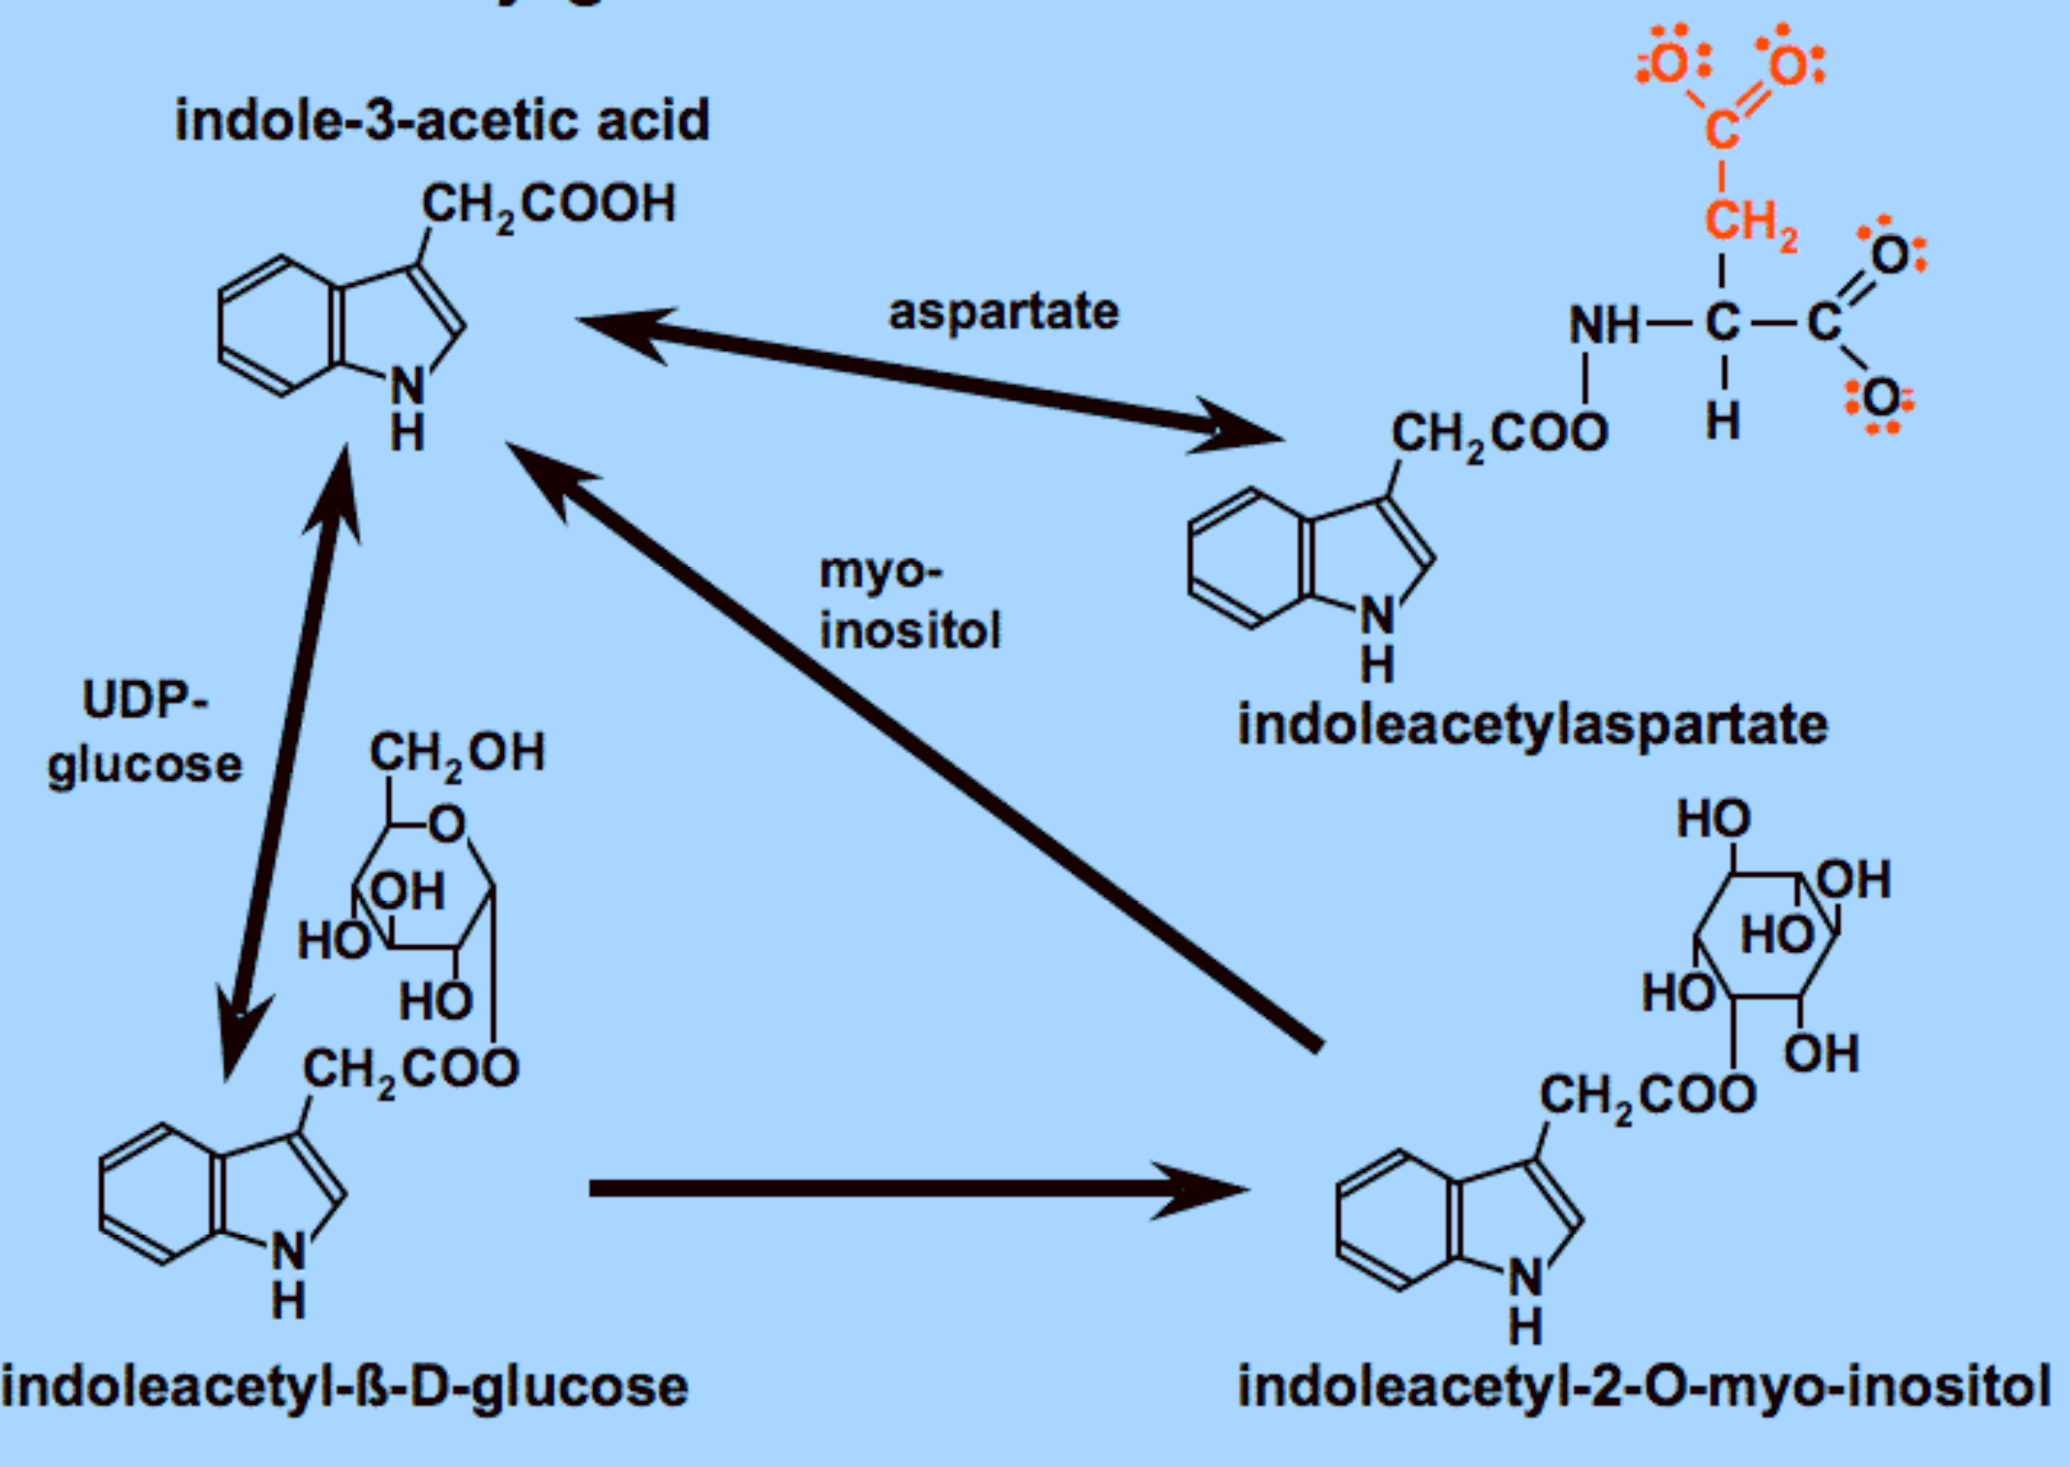 indole-3-acetic acid
CH₂COOH
N
H
aspartate
O O
C
CH₂
O
NH C C
H O
CH₂COO
N
H
indoleacetylaspartate
myo-
inositol
UDP-
glucose
CH₂OH
O
OH
HO
HO
CH₂COO
N
H
indoleacetyl-ß-D-glucose
HO
OH
HO
HO
OH
CH₂COO
N
H
indoleacetyl-2-O-myo-inositol